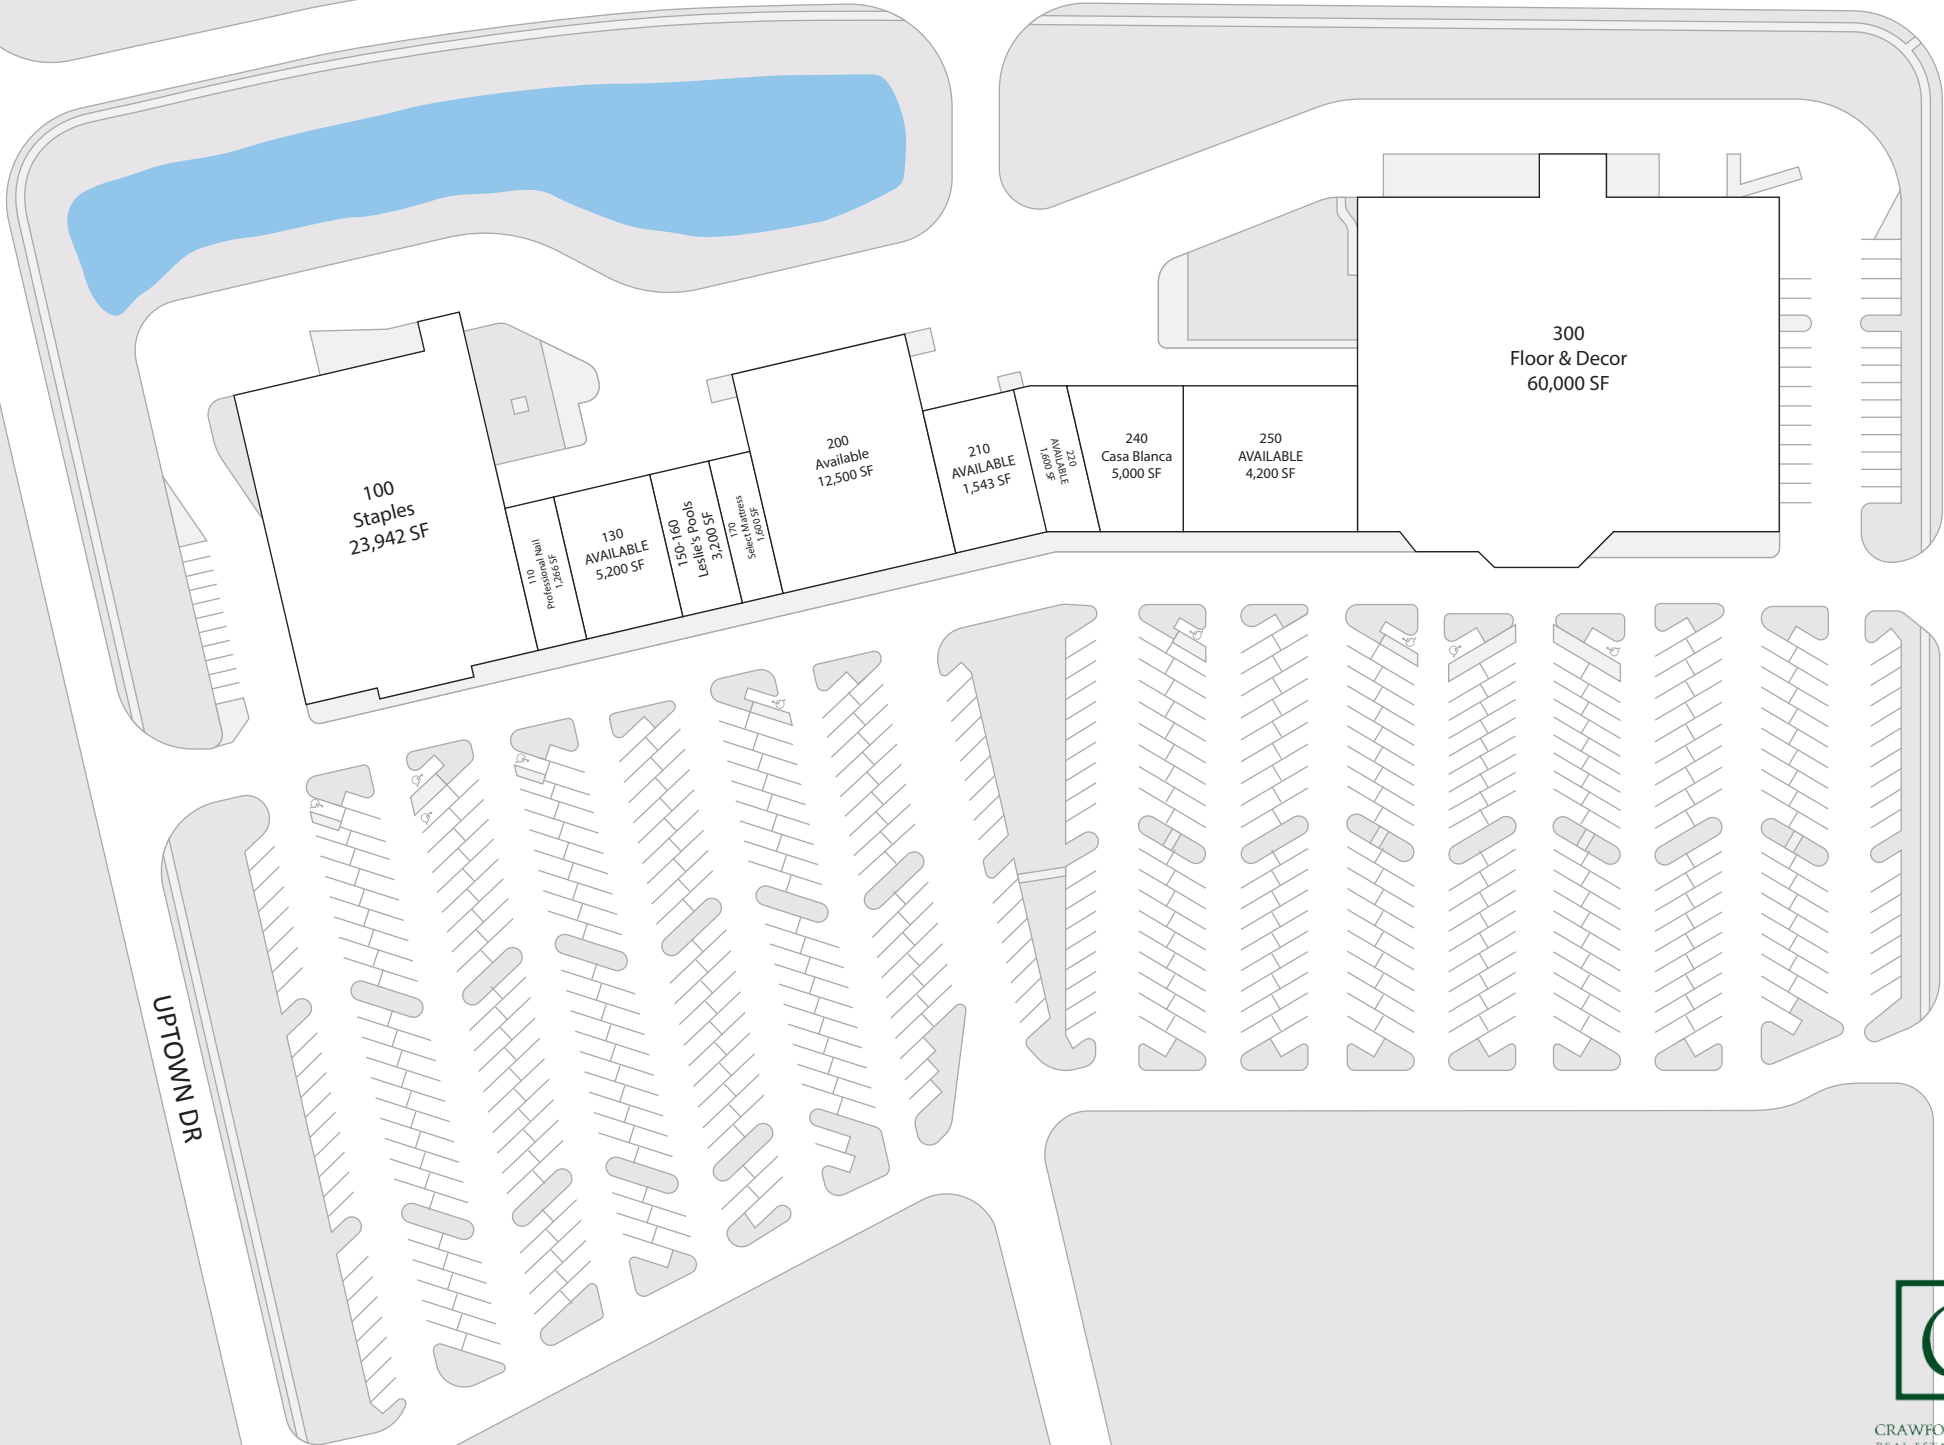 100
Staples
23,942 SF
110
Professional Nail
1,266 SF
130
AVAILABLE
5,200 SF
150-160
Leslie's Pools
3,200 SF
170
Select Mattress
1,600 SF
200
Available
12,500 SF
210
AVAILABLE
1,543 SF
220
AVAILABLE
1,600 SF
240
Casa Blanca
5,000 SF
250
AVAILABLE
4,200 SF
300
Floor & Decor
60,000 SF
UPTOWN DR
CRAWFO